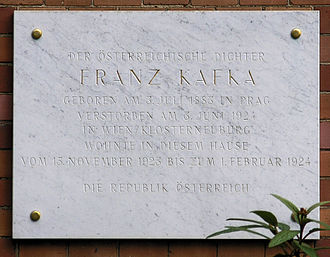 DER ÖSTERREICHISCHE DICHTER
FRANZ KAFKA
GEBOREN AM 3. JULI 1883 IN PRAG
VERSTORBEN AM 3. JUNI 1924
IN WIEN/KLOSTERNEUBURG
WOHNTE IN DIESEM HAUSE
VOM 15. NOVEMBER 1923 BIS ZUM 1. FEBRUAR 1924
DIE REPUBLIK ÖSTERREICH